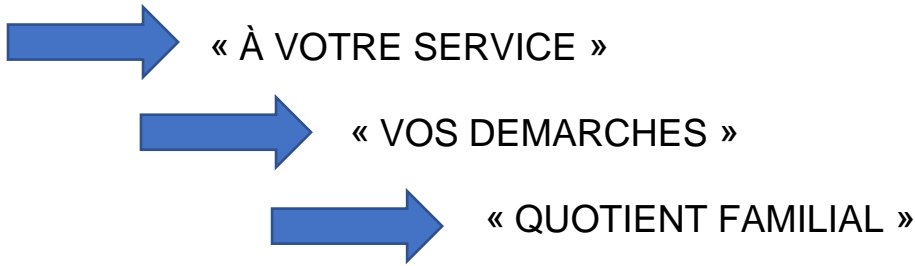 « À VOTRE SERVICE »
« VOS DEMARCHES »
« QUOTIENT FAMILIAL »